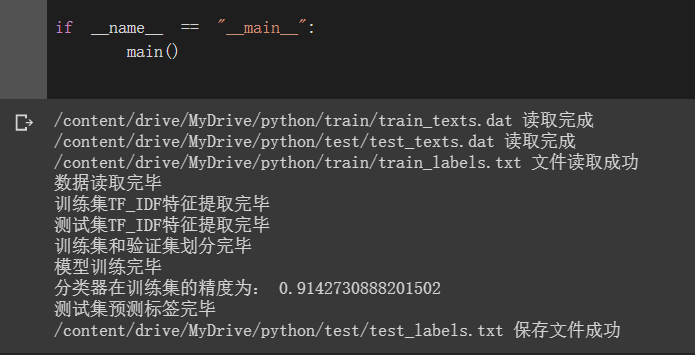 if __name__ == "__main__":
main()
/content/drive/MyDrive/python/train/train_texts.dat 读取完成
/content/drive/MyDrive/python/test/test_texts.dat 读取完成
/content/drive/MyDrive/python/train/train_labels.txt 文件读取成功
数据读取完毕
训练集TF_IDF特征提取完毕
测试集TF_IDF特征提取完毕
训练集和验证集划分完毕
模型训练完毕
分类器在训练集的精度为： 0.9142730888201502
测试集预测标签完毕
/content/drive/MyDrive/python/test/test_labels.txt 保存文件成功